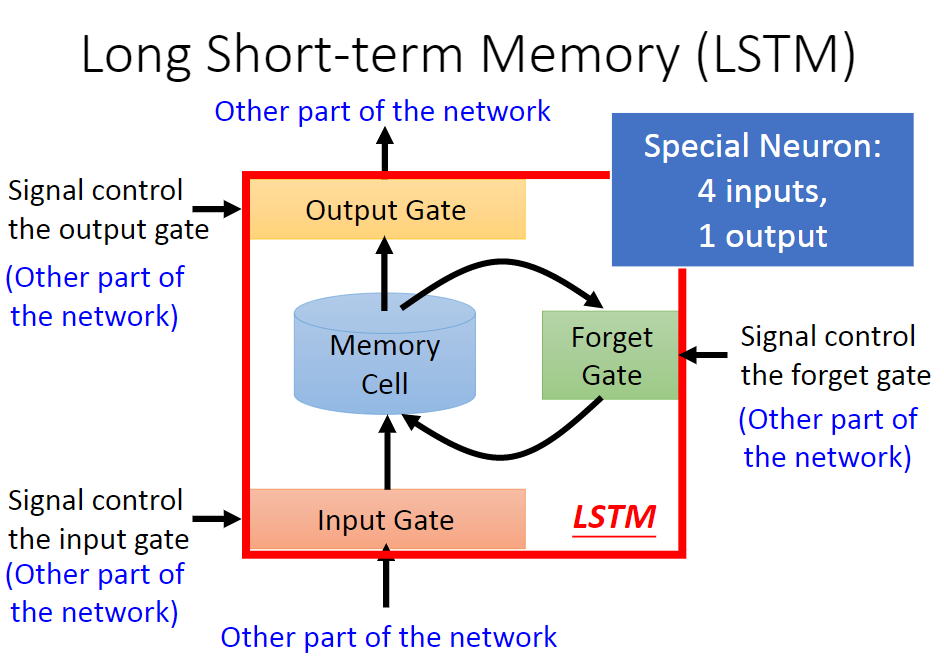 Long Short-term Memory (LSTM)
Other part of the network
Special Neuron:
4 inputs,
1 output
Signal control
the output gate
(Other part of
the network)
Output Gate
Memory
Cell
Forget
Gate
Signal control
the forget gate
(Other part of
the network)
Signal control
the input gate
(Other part of
the network)
Input Gate
LSTM
Other part of the network